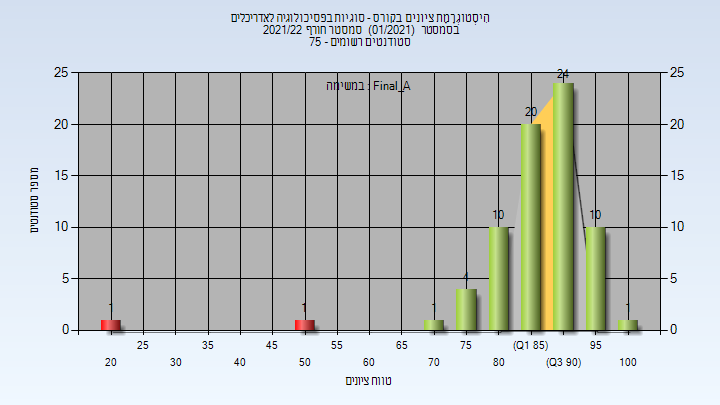 היסטוגרמת ציונים בקורס - סוגיות בפסיכולוגיה לאדריכלים
בסמסטר (01/2021) סמסטר חורף 2021/22
סטודנטים רשומים - 75
במשימה : Final_A
מספר סטודנטים
25 25
20 20
15 15
10 10
5 5
0 0
1 1 1 4 10 20 24 10 1
25 35 45 55 65 75 (Q1 85) 95
20 30 40 50 60 70 80 (Q3 90) 100
טווח ציונים